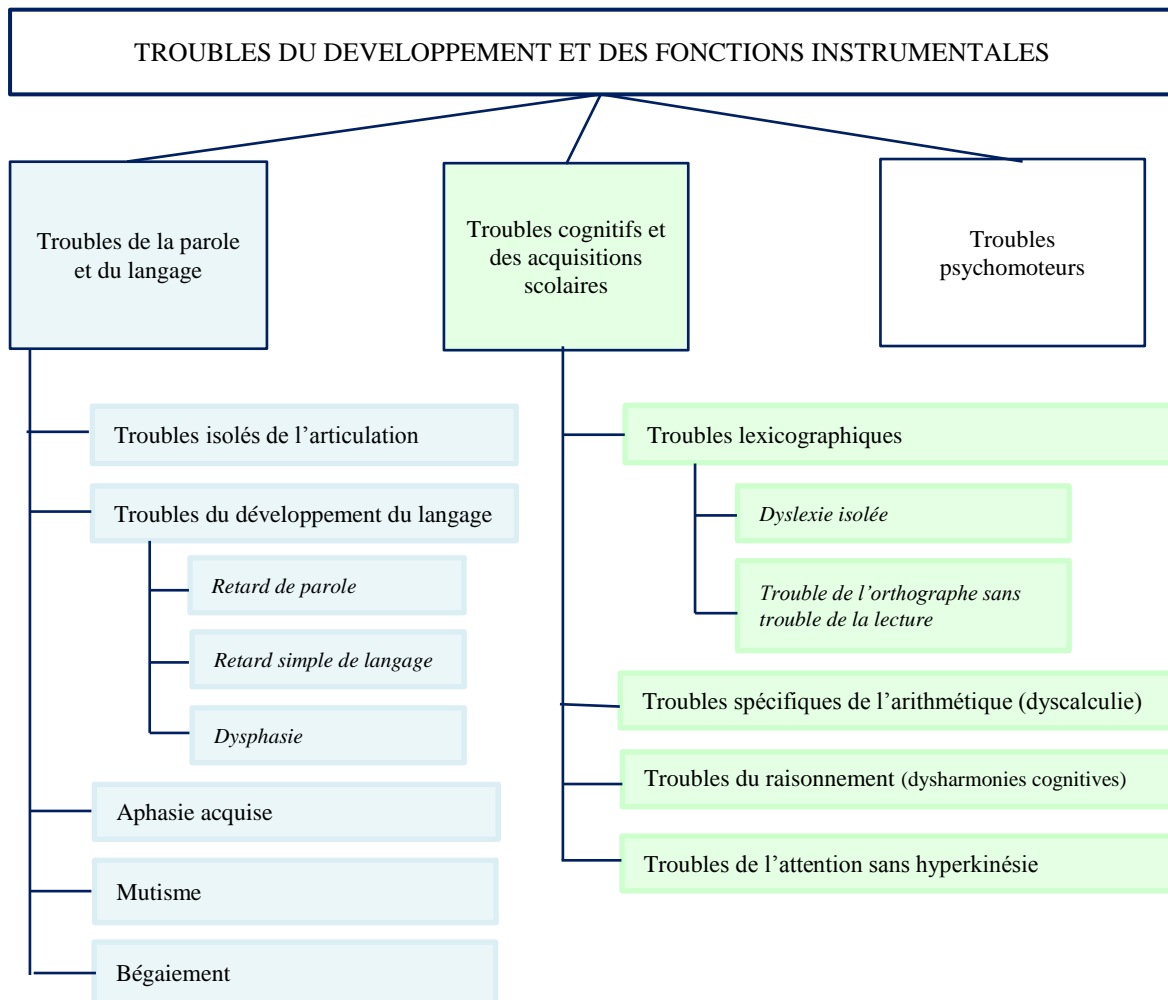 TROUBLES DU DEVELOPPEMENT ET DES FONCTIONS INSTRUMENTALES
Troubles de la parole
et du langage
Troubles cognitifs et
des acquisitions
scolaires
Troubles
psychomoteurs
Troubles isolés de l’articulation
Troubles du développement du langage
Retard de parole
Retard simple de langage
Dysphasie
Aphasie acquise
Mutisme
Bégaiement
Troubles lexicographiques
Dyslexie isolée
Trouble de l’orthographe sans
trouble de la lecture
Troubles spécifiques de l’arithmétique (dyscalculie)
Troubles du raisonnement (dysharmonies cognitives)
Troubles de l’attention sans hyperkinésie